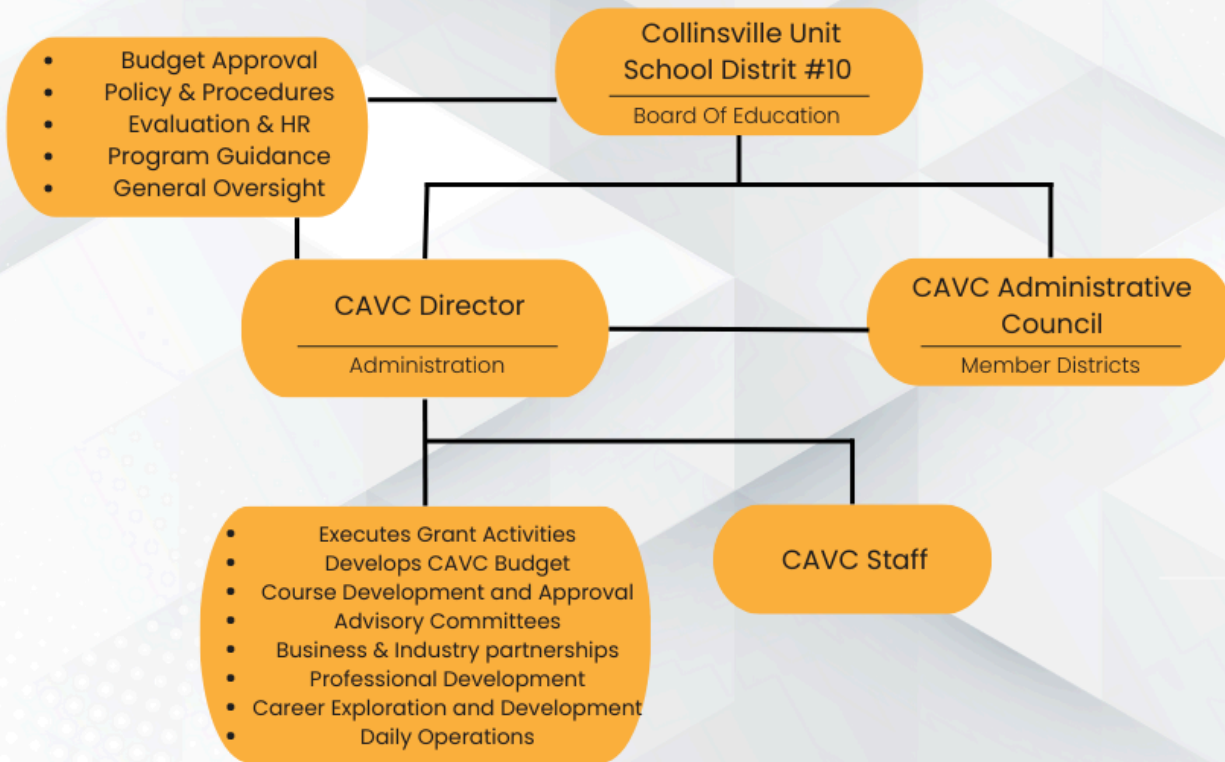 Collinsville Unit
School Distrit #10
Board Of Education
• Budget Approval
• Policy & Procedures
• Evaluation & HR
• Program Guidance
• General Oversight
CAVC Director
Administration
CAVC Administrative
Council
Member Districts
• Executes Grant Activities
• Develops CAVC Budget
• Course Development and Approval
• Advisory Committees
• Business & Industry partnerships
• Professional Development
• Career Exploration and Development
• Daily Operations
CAVC Staff